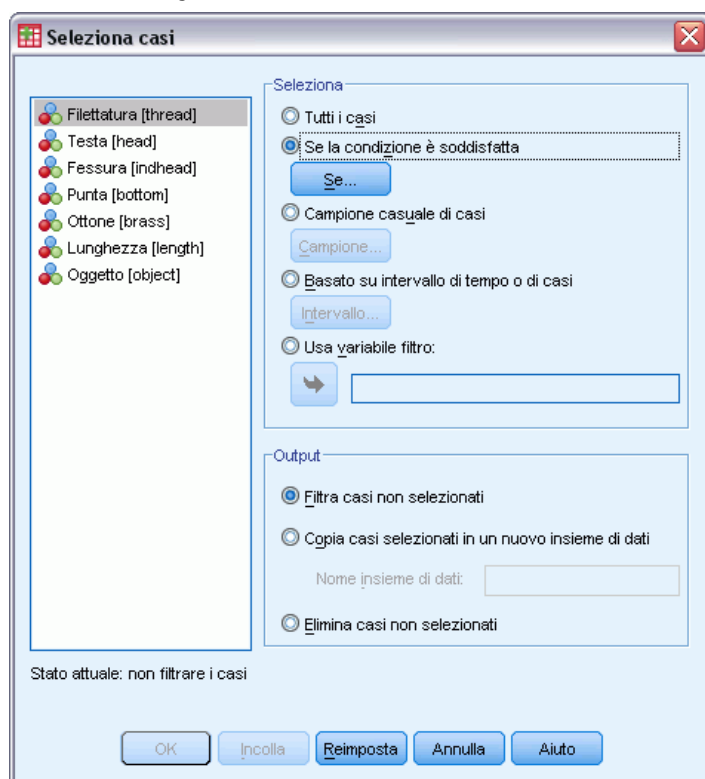 Seleziona casi
Filettatura [thread]
Testa [head]
Fessura [indhead]
Punta [bottom]
Ottone [brass]
Lunghezza [length]
Oggetto [object]
Stato attuale: non filtrare i casi
Seleziona
Tutti i casi
Se la condizione è soddisfatta
Se...
Campione casuale di casi
Campione...
Basato su intervallo di tempo o di casi
Intervallo...
Usa variabile filtro:
Output
Filtra casi non selezionati
Copia casi selezionati in un nuovo insieme di dati
Nome insieme di dati:
Elimina casi non selezionati
OK
Incolla
Reimposta
Annulla
Aiuto